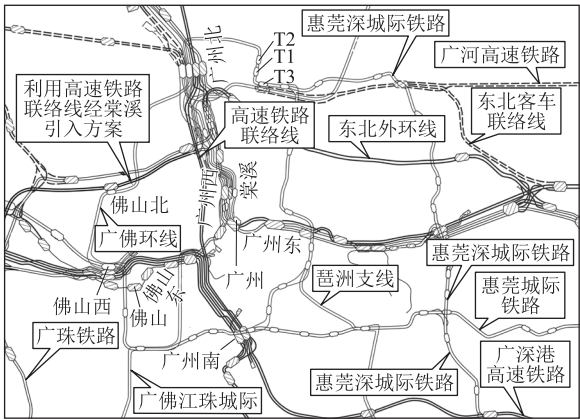 惠莞深城际铁路
广州北
T2
T1
T3
广河高速铁路
利用高速铁路
联络线经棠溪
引入方案
高速铁路
联络线
东北外环线
东北客车
联络线
广州西
棠溪
佛山北
广佛环线
广州东
广州
惠莞深城际铁路
琶洲支线
惠莞城际
铁路
佛山西
佛山
佛山东
广珠铁路
广州南
广佛江珠城际
惠莞深城际铁路
广深港
高速铁路